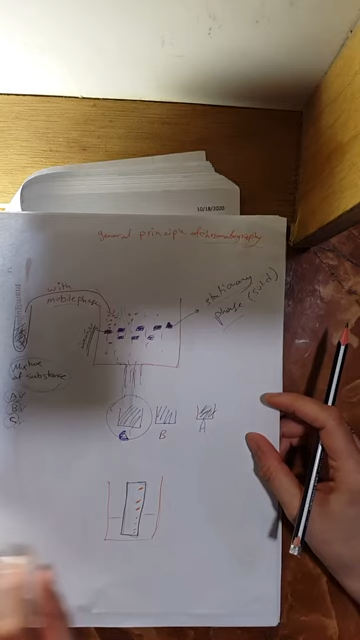 10/18/2020
general principle of chromatography
with
mobile phase
stationary
phase (solid)
Mixture
of substance
A
B
C
C
B
A